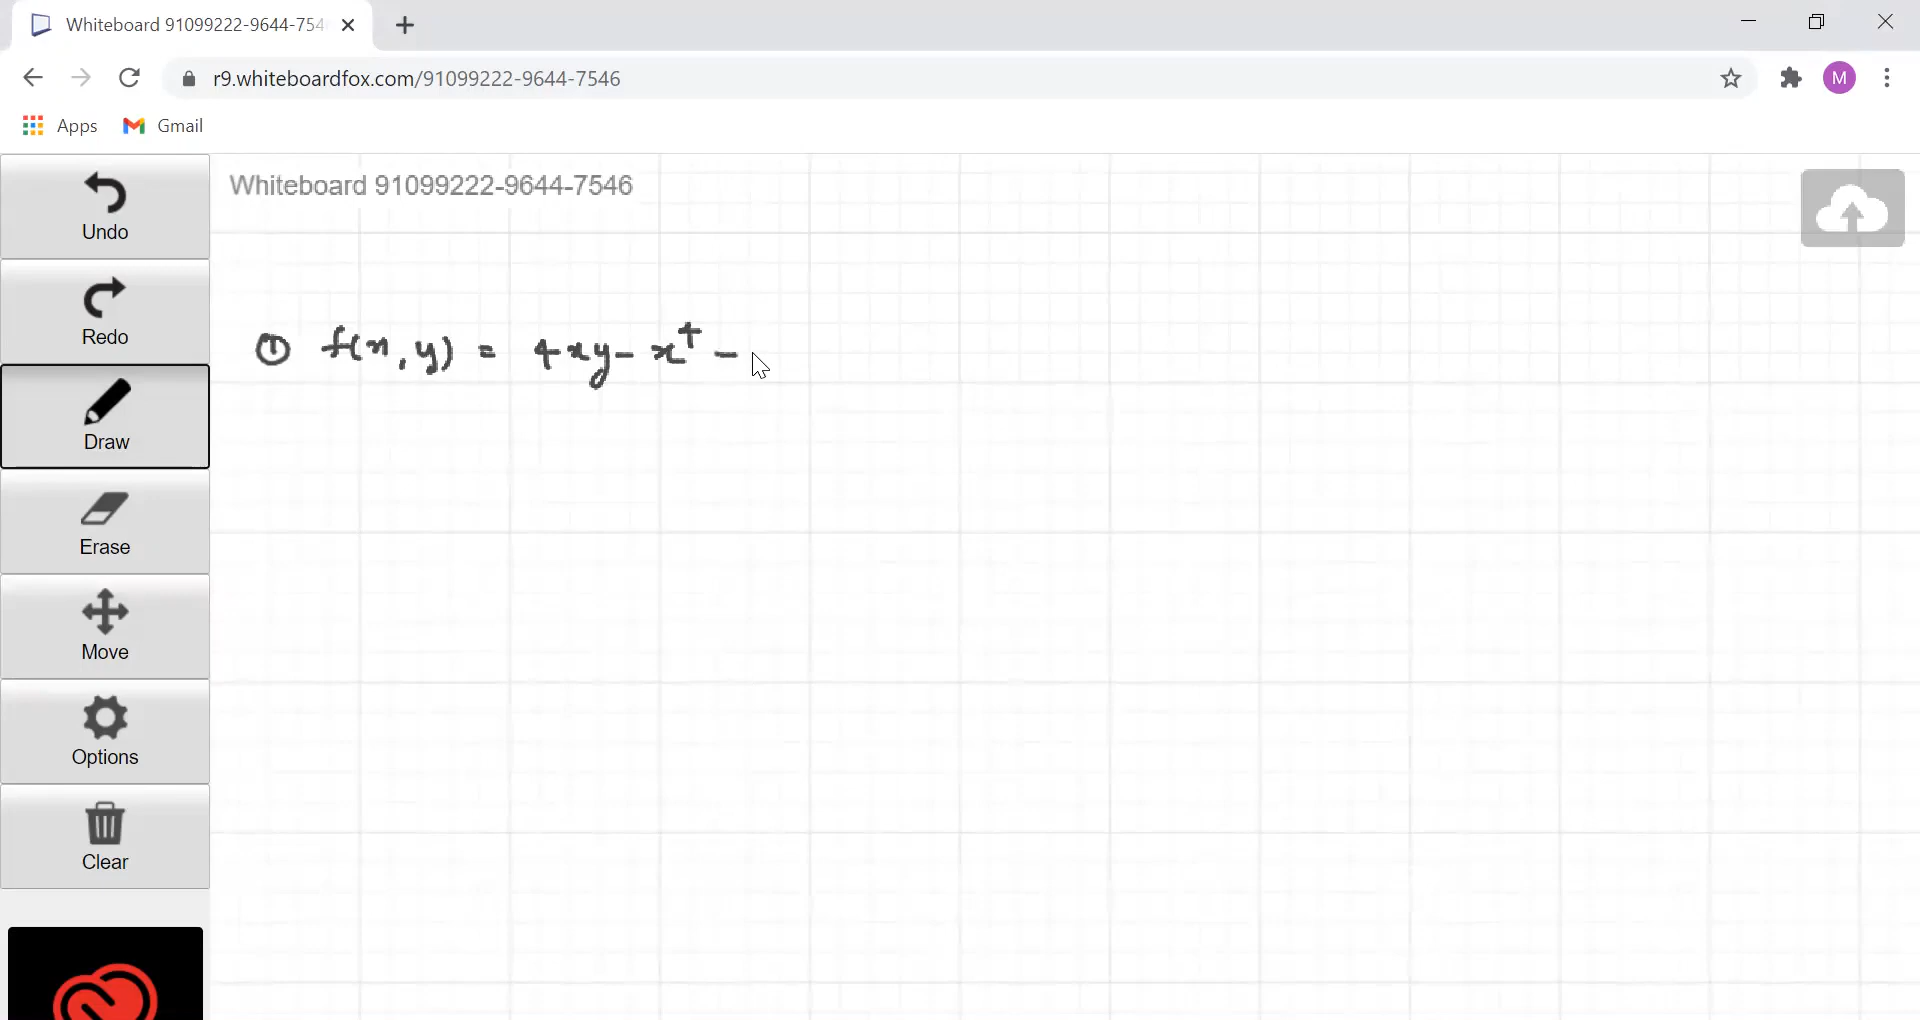 Whiteboard 91099222-9644-754
r9.whiteboardfox.com/91099222-9644-7546
M
Apps
Gmail
Undo
Whiteboard 91099222-9644-7546
Redo
① f(x,y) = 4xy - x⁴ -
Draw
Erase
Move
Options
Clear